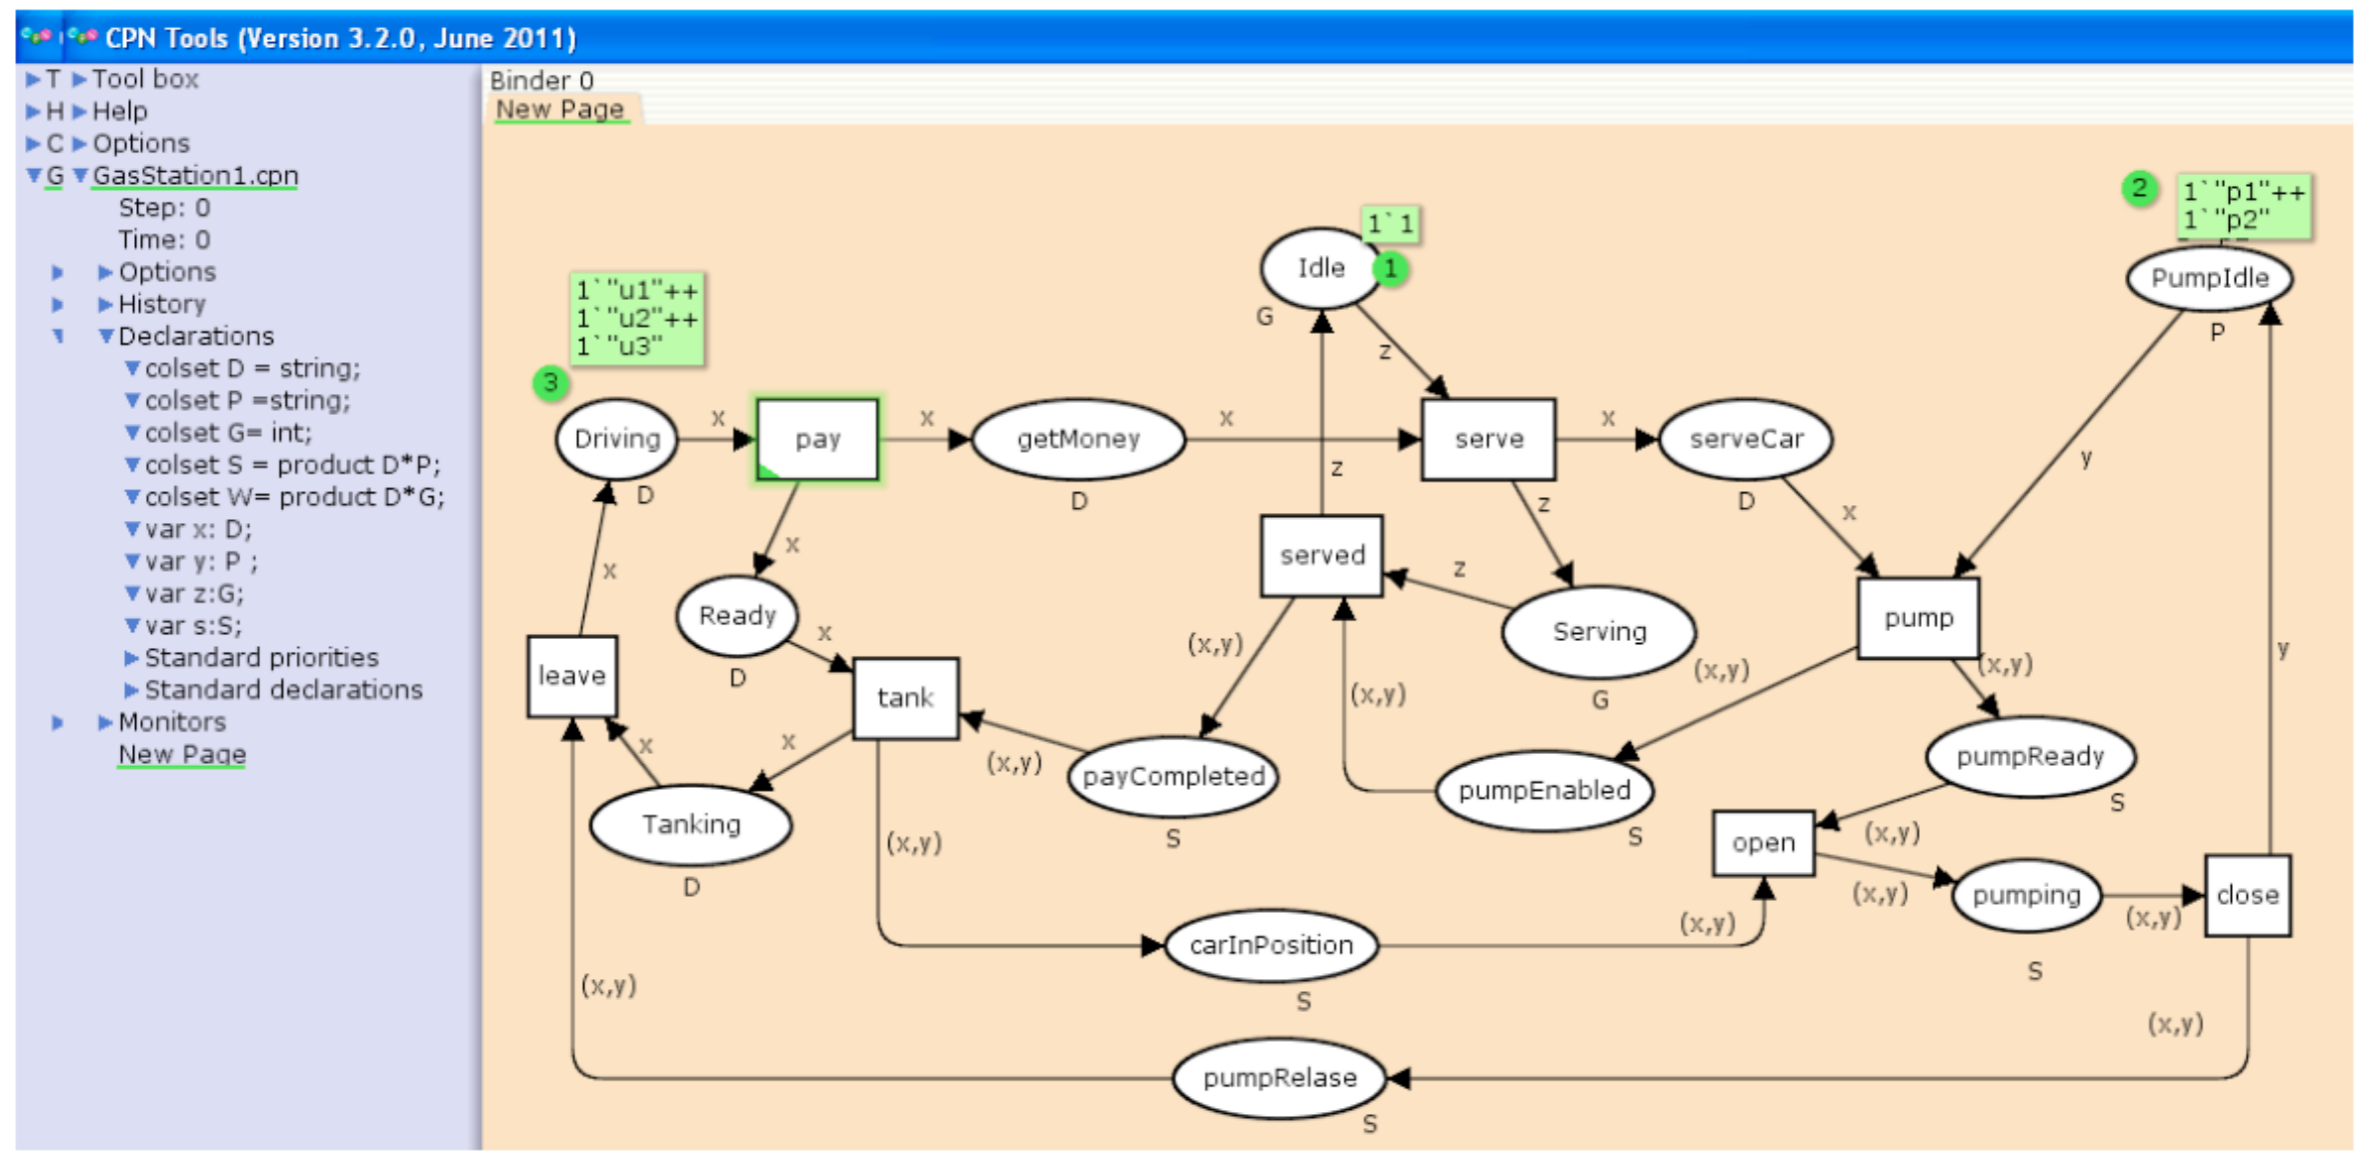 CPN Tools (Version 3.2.0, June 2011)
T Tool box
H Help
C Options
G GasStation1.cpn
Step: 0
Time: 0
Options
History
Declarations
colset D = string;
colset P =string;
colset G= int;
colset S = product D*P;
colset W= product D*G;
var x: D;
var y: P ;
var z:G;
var s:S;
Standard priorities
Standard declarations
Monitors
New Page
Binder 0
New Page
2
1`"p1"++
1`"p2"
1`1
Idle
1
G
PumpIdle
P
1`"u1"++
1`"u2"++
1`"u3"
3
z
Driving
x
pay
x
getMoney
x
serve
x
serveCar
y
D
D
z
D
z
x
x
served
z
x
Ready
x
D
(x,y)
Serving
G
pump
(x,y)
(x,y)
y
leave
tank
(x,y)
x
x
(x,y)
payCompleted
S
pumpEnabled
S
pumpReady
S
Tanking
D
(x,y)
open
(x,y)
(x,y)
pumping
S
(x,y)
close
carInPosition
S
(x,y)
(x,y)
pumpRelase
S
(x,y)